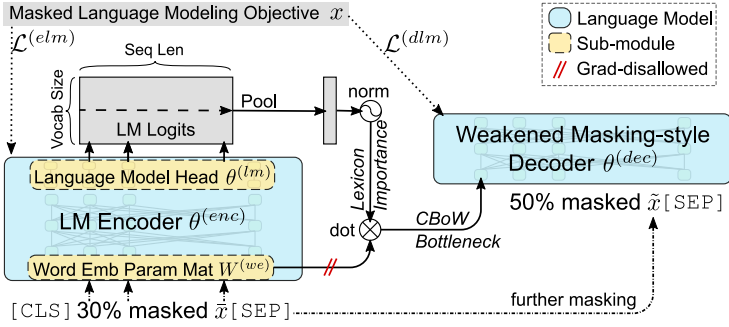 Masked Language Modeling Objective x
ℒ^(elm)
ℒ^(dlm)
Language Model
Sub-module
Grad-disallowed
Seq Len
Vocab Size
LM Logits
Pool
norm
Lexicon
Importance
Language Model Head θ^(lm)
LM Encoder θ^(enc)
Word Emb Param Mat W^(we)
dot
CBoW
Bottleneck
Weakened Masking-style
Decoder θ^(dec)
50% masked x̃[SEP]
[CLS] 30% masked x̄[SEP]
further masking